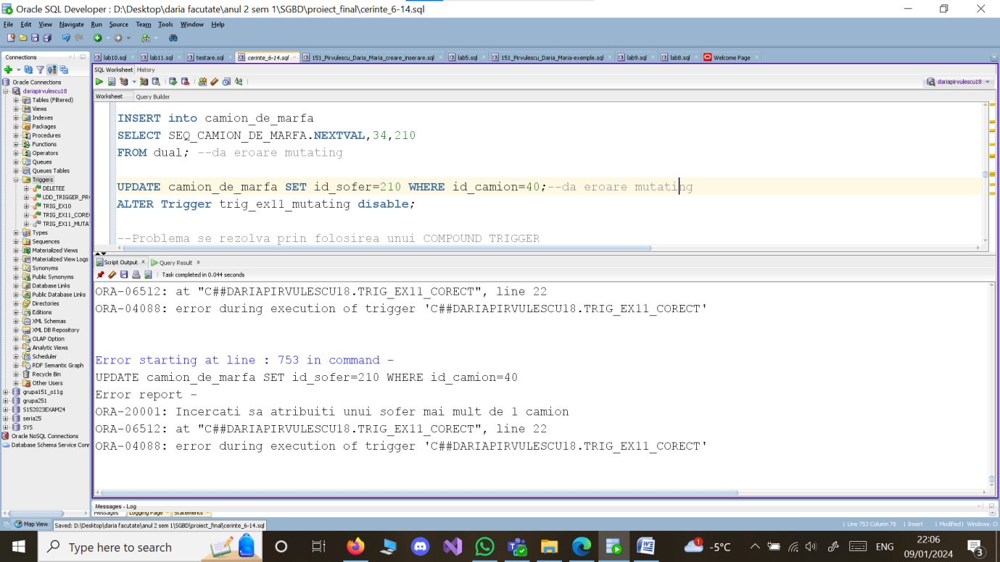 Oracle SQL Developer : D:\Desktop\daria facutate\anul 2 sem 1\SGBD\proiect_final\cerinte_6-14.sql
File Edit View Navigate Run Source Team Tools Window Help
Connections
Oracle Connections
dariapirvulescu18
Tables (Filtered)
Views
Indexes
Packages
Procedures
Functions
Operators
Queues
Queues Tables
Triggers
DELETEE
LDD_TRIGGER_PR
TRIG_EX10
TRIG_EX11_COREC
TRIG_EX11_MUTA
Types
Sequences
Materialized Views
Materialized View Logs
Synonyms
Public Synonyms
Database Links
Public Database Links
Directories
Editions
XML Schemas
XML DB Repository
OLAP Option
Analytic Views
Scheduler
RDF Semantic Graph
Recycle Bin
Other Users
grupa151_o11g
grupa251
S152023EXAM24
seria25
SYS
Oracle NoSQL Connections
Database Schema Service Conr
lab10.sql lab11.sql testare.sql cerinte_6-14.sql 151_Pirvulescu_Daria_Maria_creare_inserare.sql lab5.sql 151_Pirvulescu_Daria_Maria-exemple.sql lab9.sql lab8.sql Welcome Page
SQL Worksheet History
dariapirvulescu18
Worksheet Query Builder
INSERT into camion_de_marfa
SELECT SEQ_CAMION_DE_MARFA.NEXTVAL,34,210
FROM dual; --da eroare mutating
UPDATE camion_de_marfa SET id_sofer=210 WHERE id_camion=40;--da eroare mutating
ALTER Trigger trig_ex11_mutating disable;
--Problema se rezolva prin folosirea unui COMPOUND TRIGGER
Script Output x Query Result x
Task completed in 0.044 seconds
ORA-06512: at "C##DARIAPIRVULESCU18.TRIG_EX11_CORECT", line 22
ORA-04088: error during execution of trigger 'C##DARIAPIRVULESCU18.TRIG_EX11_CORECT'
Error starting at line : 753 in command -
UPDATE camion_de_marfa SET id_sofer=210 WHERE id_camion=40
Error report -
ORA-20001: Incercati sa atribuiti unui sofer mai mult de 1 camion
ORA-06512: at "C##DARIAPIRVULESCU18.TRIG_EX11_CORECT", line 22
ORA-04088: error during execution of trigger 'C##DARIAPIRVULESCU18.TRIG_EX11_CORECT'
Messages - Log
Messages Logging Page Statements
Map View Saved: D:\Desktop\daria facutate\anul 2 sem 1\SGBD\proiect_final\cerinte_6-14.sql
Line 753 Column 78 | Insert | Modified | Windows:
Type here to search
1 -5°C ENG
22:06
09/01/2024
3